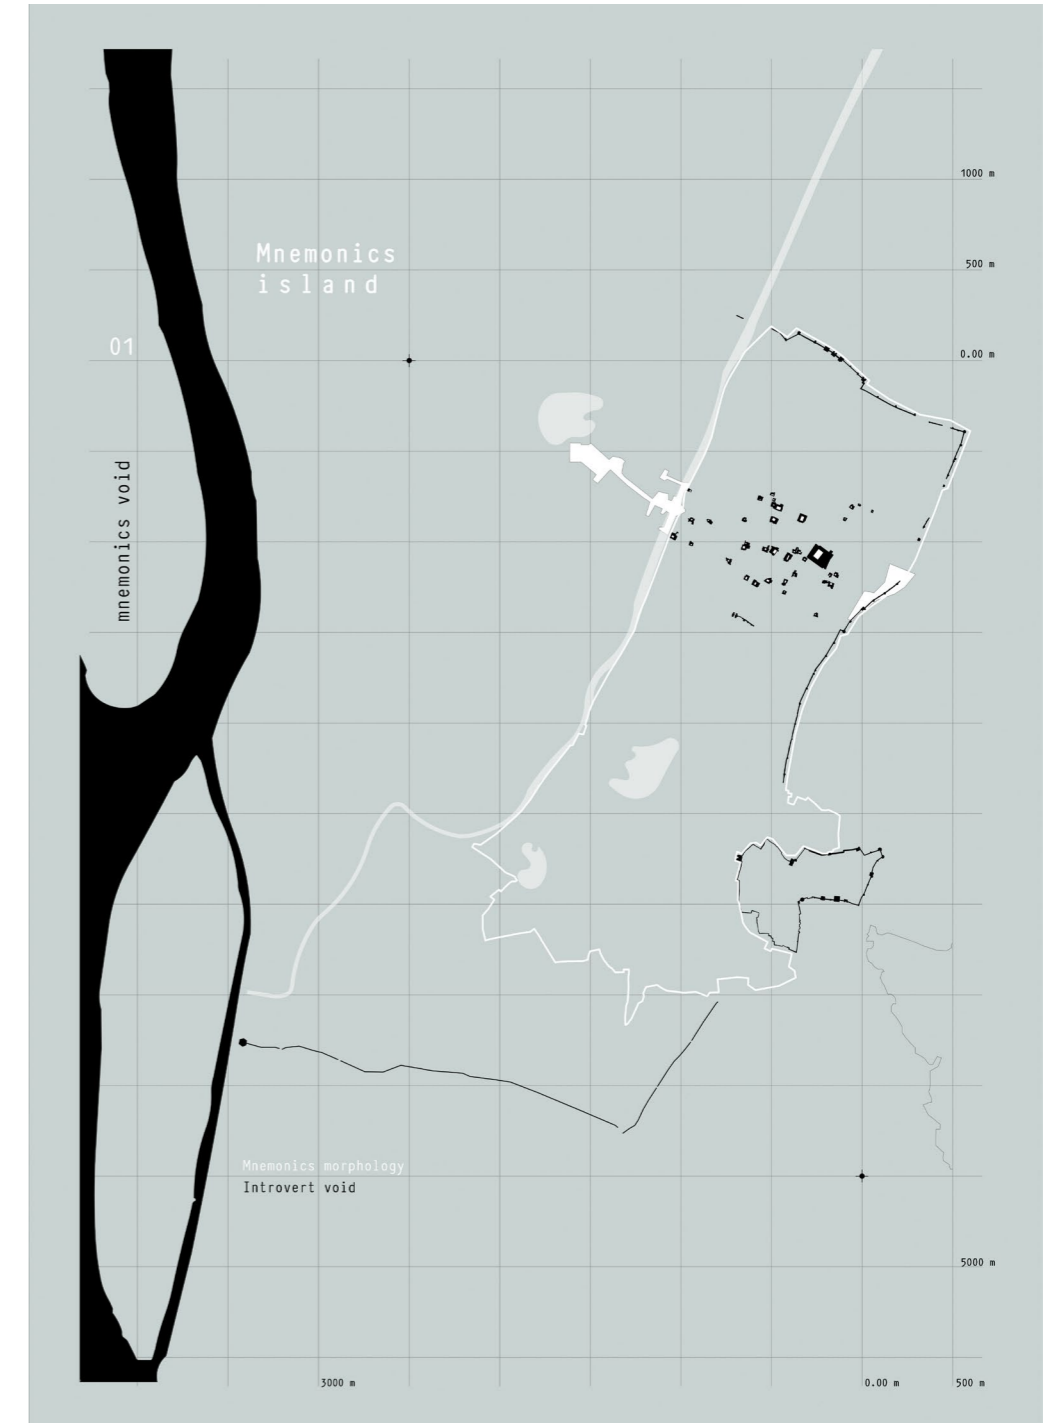 1000 m
Mnemonics
island
500 m
01
0.00 m
mnemonics void
Mnemonics morphology
Introvert void
5000 m
3000 m
0.00 m
500 m